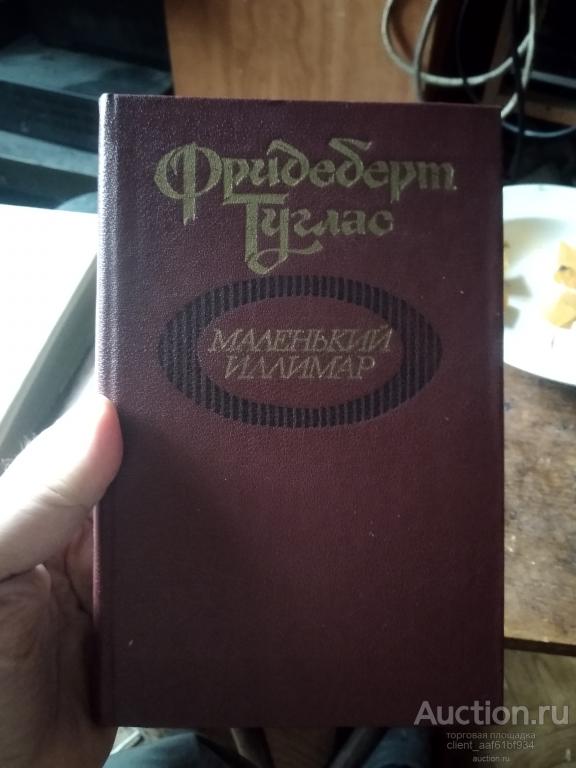 Фридеберт
Туглас
МАЛЕНЬКИЙ
ИЛЛИМАР
Auction.ru
торговая площадка
client_aaf61bf934
auction.ru